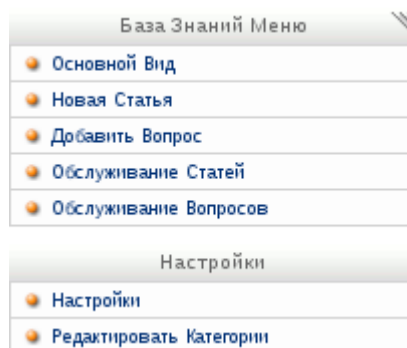 База Знаний Меню
Основной Вид
Новая Статья
Добавить Вопрос
Обслуживание Статей
Обслуживание Вопросов
Настройки
Настройки
Редактировать Категории